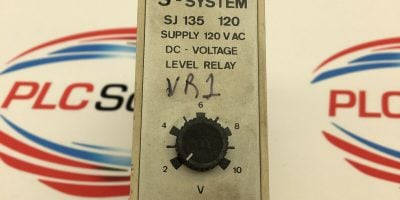 S-SYSTEM
SJ 135 120
SUPPLY 120 V AC
DC - VOLTAGE
LEVEL RELAY
VR1
6
4 8
2 10
V
PLC
PLC